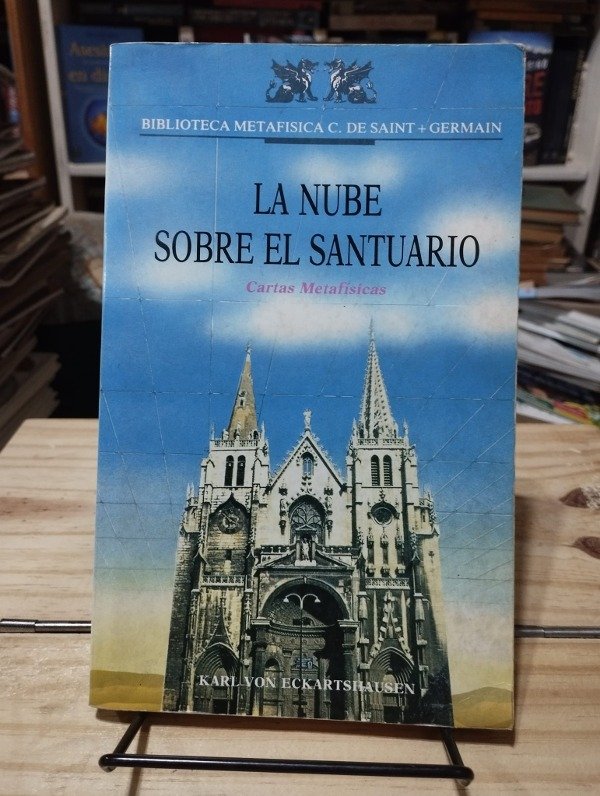 BIBLIOTECA METAFISICA C. DE SAINT + GERMAIN
LA NUBE
SOBRE EL SANTUARIO
Cartas Metafísicas
KARL VON ECKARTSHAUSEN